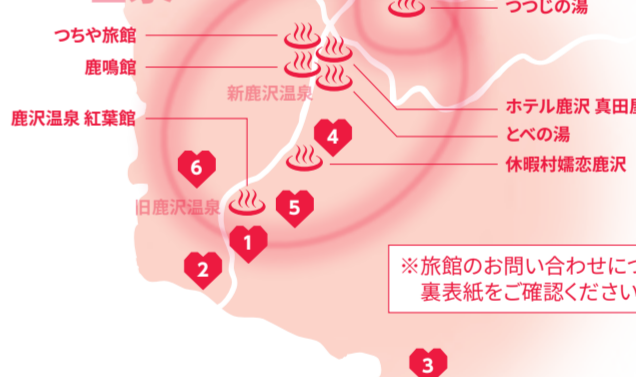 つつじの湯
つちや旅館
鹿鳴館
新鹿沢温泉
鹿沢温泉 紅葉館
ホテル鹿沢 真田
4
とべの湯
休暇村嬬恋鹿沢
6
旧鹿沢温泉
5
1
2
※旅館のお問い合わせに
裏表紙をご確認ください
3